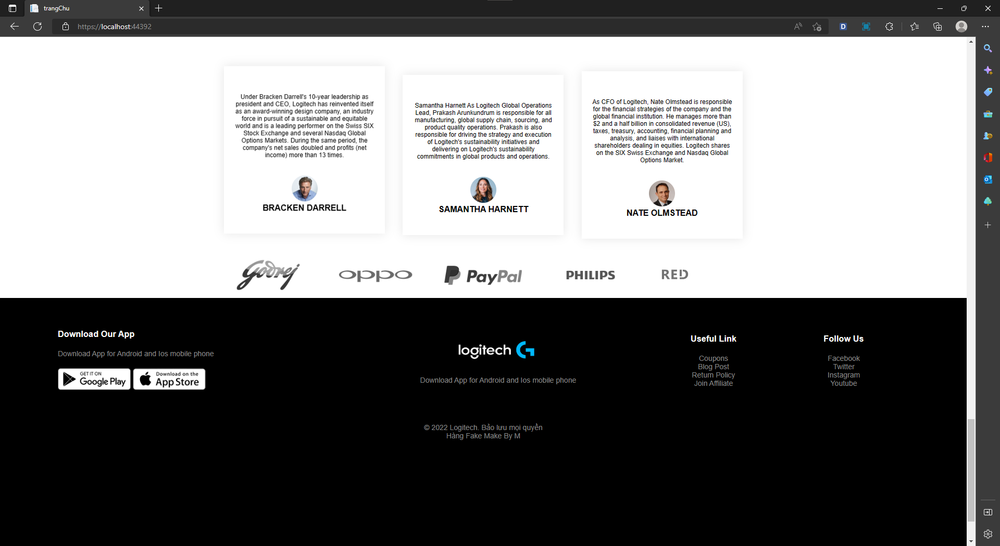 trangChu
https://localhost:44392
Under Bracken Darrell's 10-year leadership as
president and CEO, Logitech has reinvented itself
as an award-winning design company, an industry
force in pursuit of a sustainable and equitable
world and is a leading performer on the Swiss SIX
Stock Exchange and several Nasdaq Global
Options Markets. During the same period, the
company's net sales doubled and profits (net
income) more than 13 times.
BRACKEN DARRELL
Samantha Harnett As Logitech Global Operations
Lead, Prakash Arunkundrum is responsible for all
manufacturing, global supply chain, sourcing, and
product quality operations. Prakash is also
responsible for driving the strategy and execution
of Logitech's sustainability initiatives and
delivering on Logitech's sustainability
commitments in global products and operations.
SAMANTHA HARNETT
As CFO of Logitech, Nate Olmstead is responsible
for the financial strategies of the company and the
global financial institution. He manages more than
$2 and a half billion in consolidated revenue (US),
taxes, treasury, accounting, financial planning and
analysis, and liaises with international
shareholders dealing in equities. Logitech shares
on the SIX Swiss Exchange and Nasdaq Global
Options Market.
NATE OLMSTEAD
Godrej
oppo
PayPal
PHILIPS
RED
Download Our App
Download App for Android and Ios mobile phone
GET IT ON
Google Play
Download on the
App Store
logitech G
Download App for Android and Ios mobile phone
Useful Link
Coupons
Blog Post
Return Policy
Join Affiliate
Follow Us
Facebook
Twitter
Instagram
Youtube
© 2022 Logitech. Bảo lưu mọi quyền
Hàng Fake Make By M